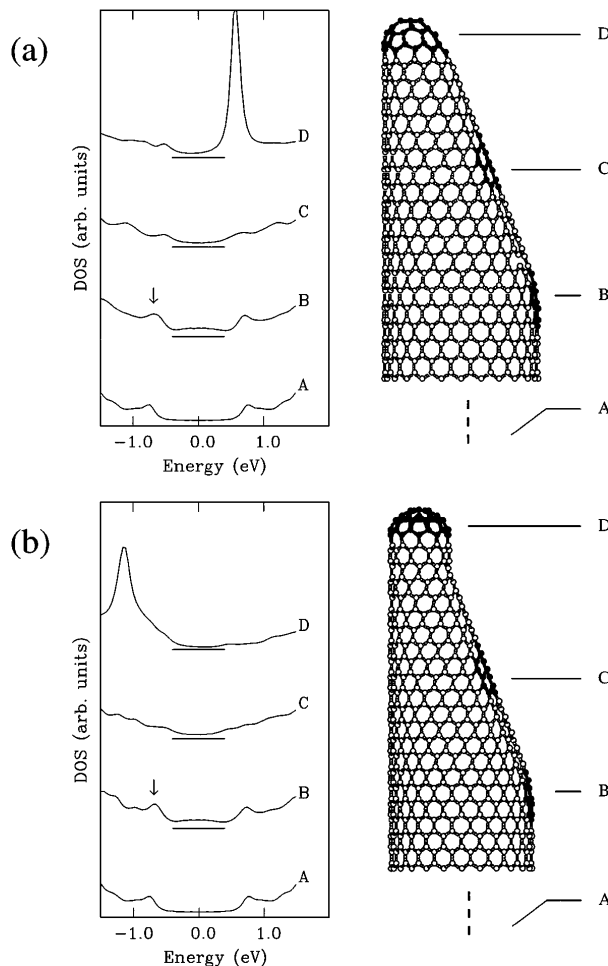 (a)
DOS (arb. units)
D
C
B
A
-1.0
0.0
1.0
Energy (eV)
D
C
B
A
(b)
DOS (arb. units)
D
C
B
A
-1.0
0.0
1.0
Energy (eV)
D
C
B
A